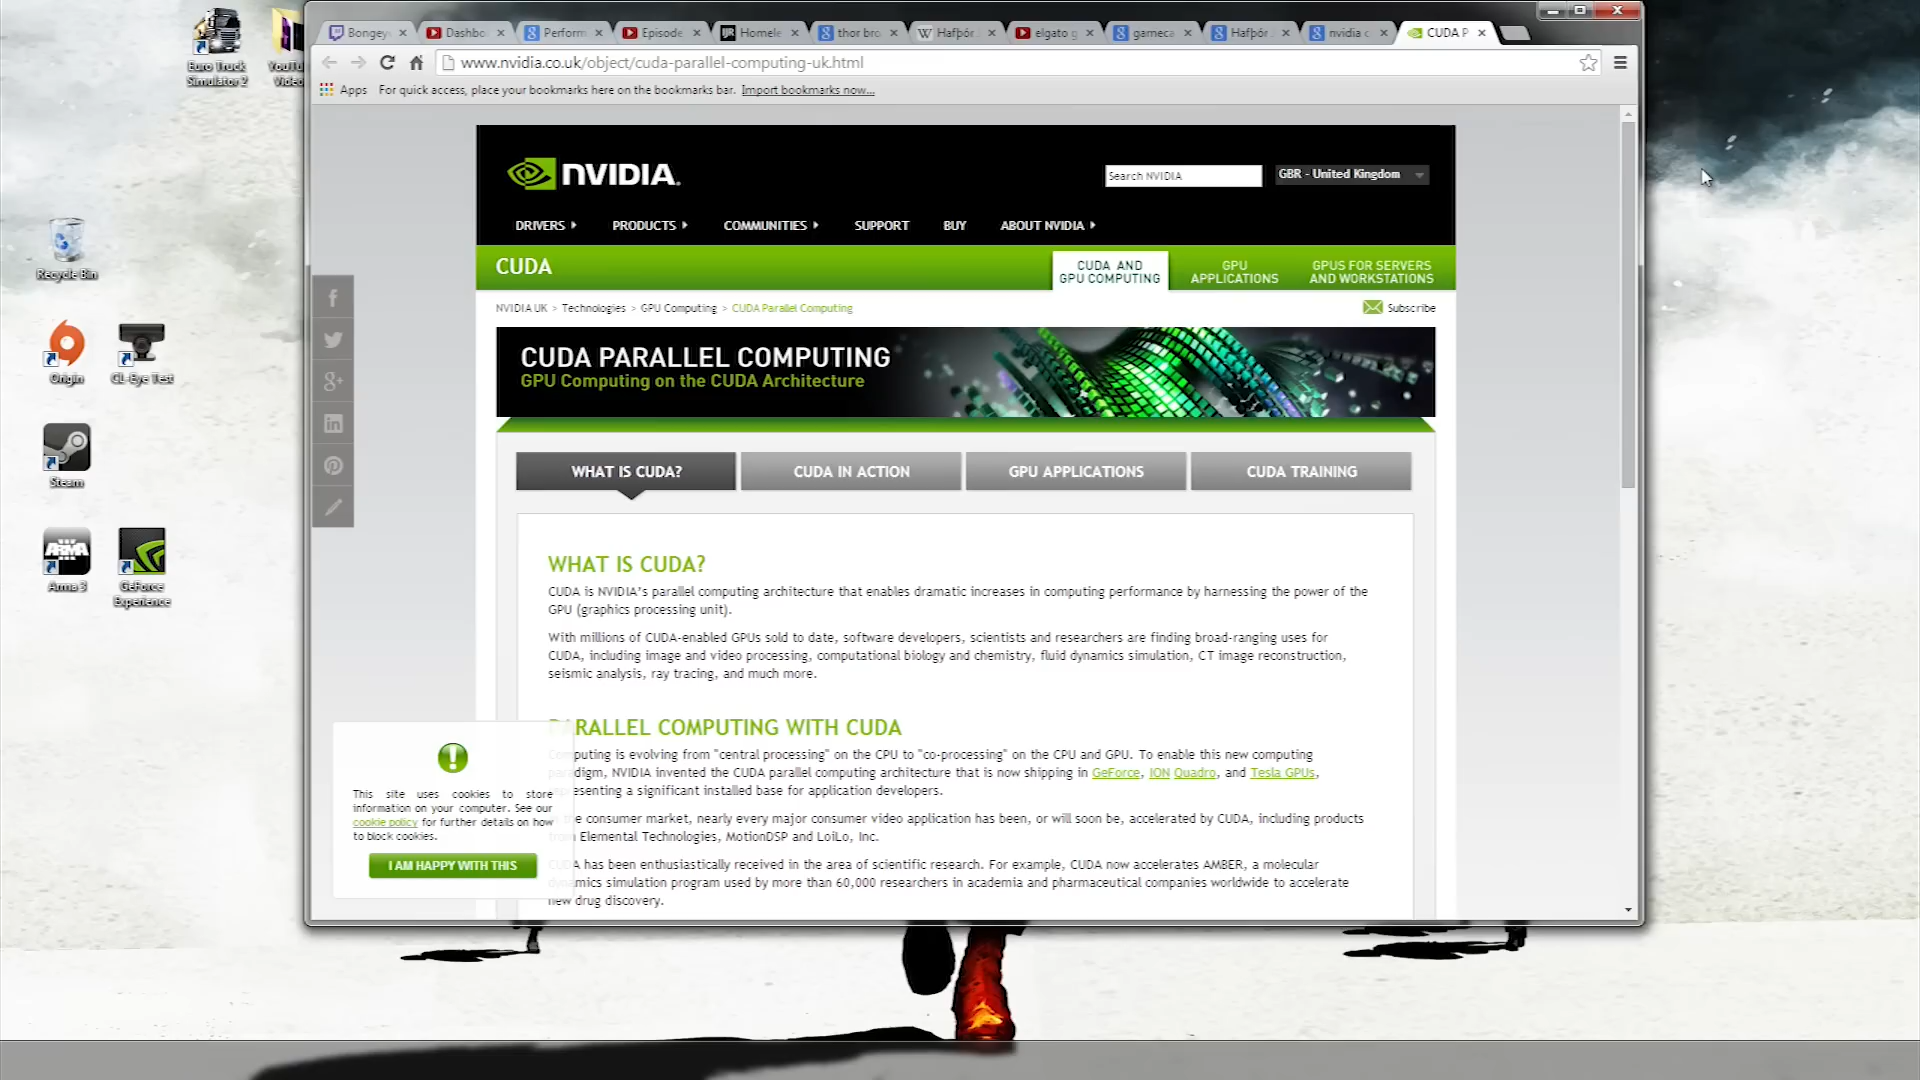 Euro Truck
Simulator 2
Bongey
Dashbo
Perform
Episode
Homele
thor bro
Hafþór
elgato g
gameca
Hafþór
nvidia c
CUDA P
www.nvidia.co.uk/object/cuda-parallel-computing-uk.html
Apps For quick access, place your bookmarks here on the bookmarks bar. Import bookmarks now...
NVIDIA.
Search NVIDIA
GBR - United Kingdom
DRIVERS PRODUCTS COMMUNITIES SUPPORT BUY ABOUT NVIDIA
CUDA
CUDA AND
GPU COMPUTING
GPU
APPLICATIONS
GPUS FOR SERVERS
AND WORKSTATIONS
NVIDIA UK > Technologies > GPU Computing > CUDA Parallel Computing
Subscribe
CUDA PARALLEL COMPUTING
GPU Computing on the CUDA Architecture
WHAT IS CUDA? CUDA IN ACTION GPU APPLICATIONS CUDA TRAINING
WHAT IS CUDA?
CUDA is NVIDIA's parallel computing architecture that enables dramatic increases in computing performance by harnessing the power of the
GPU (graphics processing unit).
With millions of CUDA-enabled GPUs sold to date, software developers, scientists and researchers are finding broad-ranging uses for
CUDA, including image and video processing, computational biology and chemistry, fluid dynamics simulation, CT image reconstruction,
seismic analysis, ray tracing, and much more.
PARALLEL COMPUTING WITH CUDA
Computing is evolving from "central processing" on the CPU to "co-processing" on the CPU and GPU. To enable this new computing
paradigm, NVIDIA invented the CUDA parallel computing architecture that is now shipping in GeForce, ION Quadro, and Tesla GPUs,
representing a significant installed base for application developers.
the consumer market, nearly every major consumer video application has been, or will soon be, accelerated by CUDA, including products
from Elemental Technologies, MotionDSP and LoiLo, Inc.
CUDA has been enthusiastically received in the area of scientific research. For example, CUDA now accelerates AMBER, a molecular
dynamics simulation program used by more than 60,000 researchers in academia and pharmaceutical companies worldwide to accelerate
new drug discovery.
This site uses cookies to store
information on your computer. See our
cookie policy for further details on how
to block cookies.
I AM HAPPY WITH THIS
Recycle Bin
Origin
CL-Eye Test
Steam
ARMA
Arma 3
GeForce
Experience